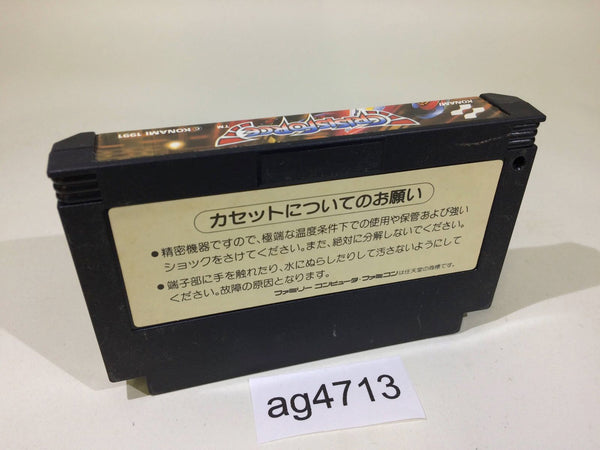 KONAMI
CRISIS FORCE
TM
©KONAMI 1991
カセットについてのお願い
●精密機器ですので、極端な温度条件下での使用や保管および強い
ショックをさけてください。また、絶対に分解しないでください。
●端子部に手を触れたり、水にぬらしたりして汚さないようにして
ください。故障の原因となります。
ファミリーコンピュータ・ファミコンは任天堂の商標です。
ag4713